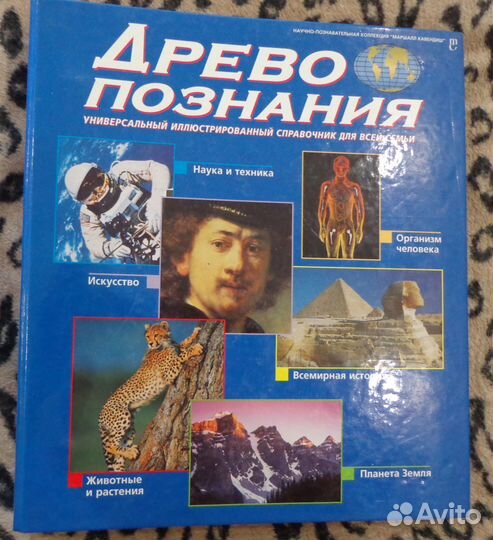 НАУЧНО-ПОЗНАВАТЕЛЬНАЯ КОЛЛЕКЦИЯ "МАРШАЛЛ КАВЕНДИШ"
ДРЕВО
ПОЗНАНИЯ
УНИВЕРСАЛЬНЫЙ ИЛЛЮСТРИРОВАННЫЙ СПРАВОЧНИК ДЛЯ ВСЕЙ СЕМЬИ
Наука и техника
Организм
человека
Искусство
Всемирная история
Животные
и растения
Планета Земля
Avito